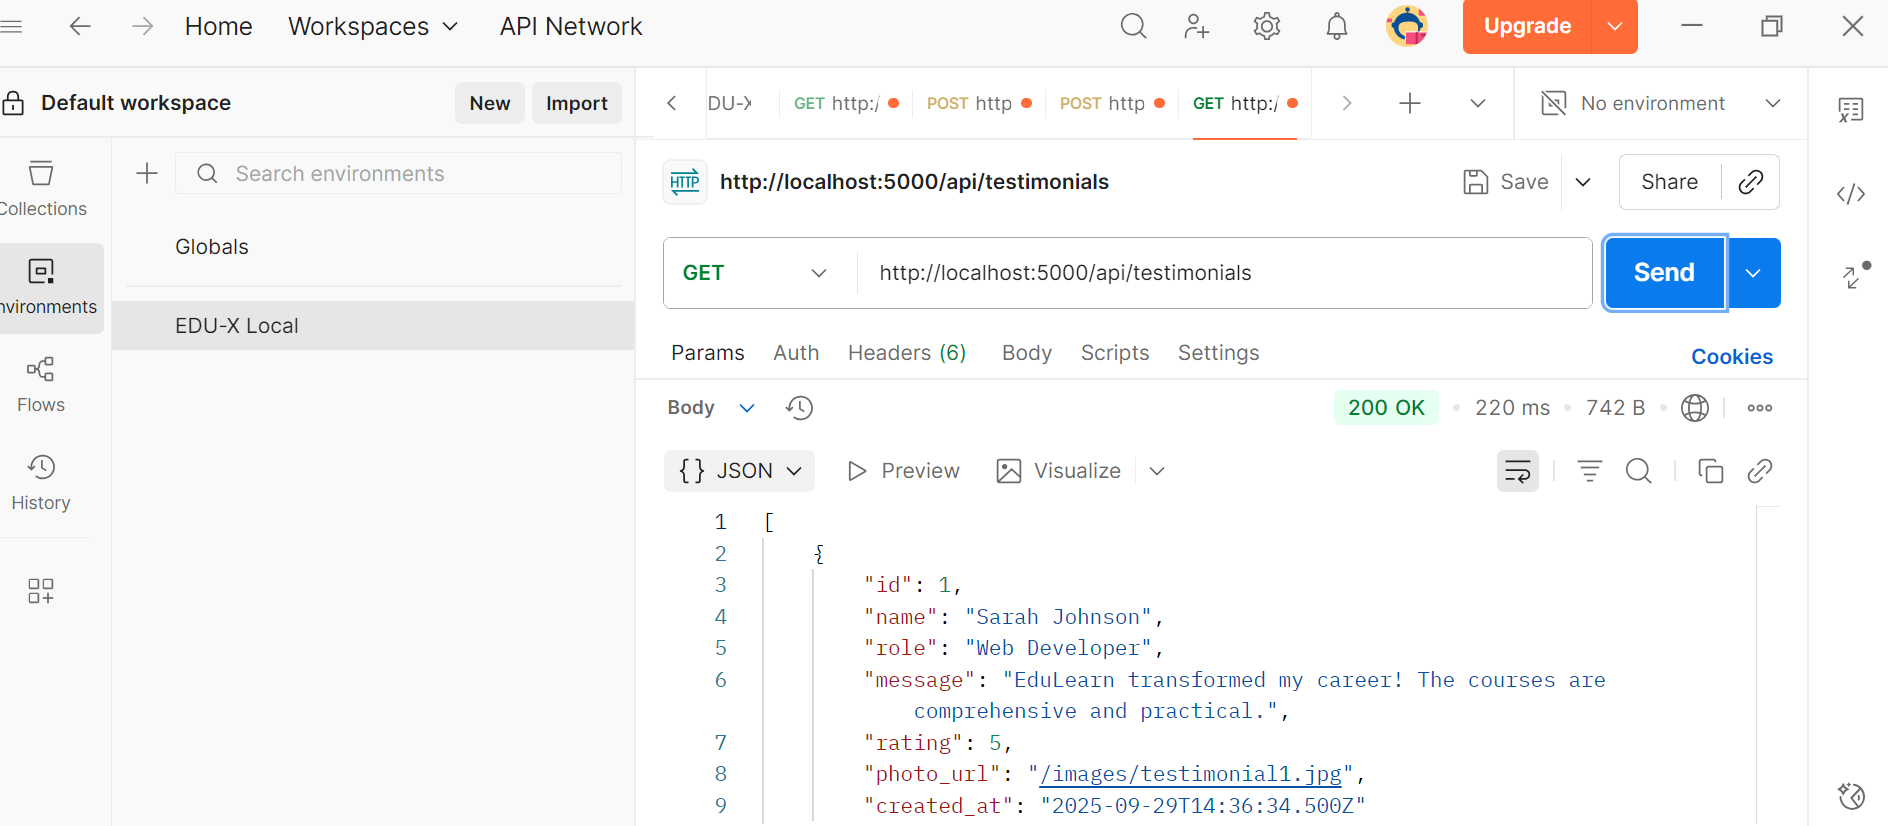 Home Workspaces API Network Upgrade
Default workspace New Import
DU-X GET http:/ POST http POST http GET http:/ No environment
Search environments
Collections
Globals
nvironments
EDU-X Local
Flows
History
HTTP http://localhost:5000/api/testimonials Save Share
GET http://localhost:5000/api/testimonials Send
Params Auth Headers (6) Body Scripts Settings Cookies
Body 200 OK 220 ms 742 B
{} JSON Preview Visualize
1 [
2 {
3 "id": 1,
4 "name": "Sarah Johnson",
5 "role": "Web Developer",
6 "message": "EduLearn transformed my career! The courses are
comprehensive and practical.",
7 "rating": 5,
8 "photo_url": "/images/testimonial1.jpg",
9 "created_at": "2025-09-29T14:36:34.500Z"